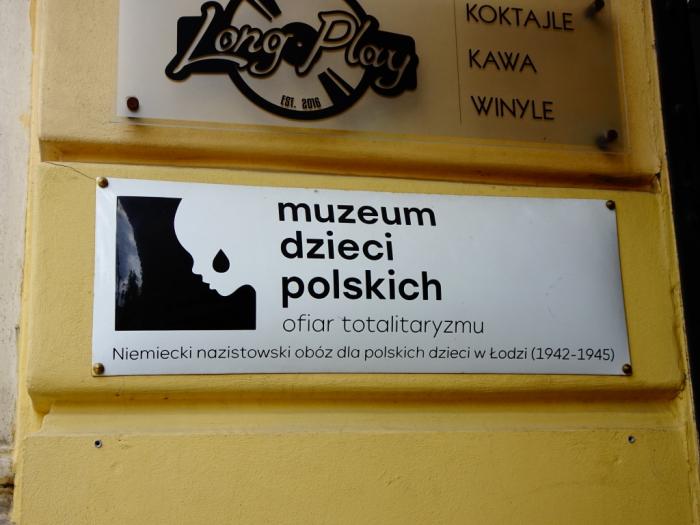 Long Play
EST. 2016
KOKTAJLE
KAWA
WINYLE
muzeum
dzieci
polskich
ofiar totalitaryzmu
Niemiecki nazistowski obóz dla polskich dzieci w Łodzi (1942-1945)